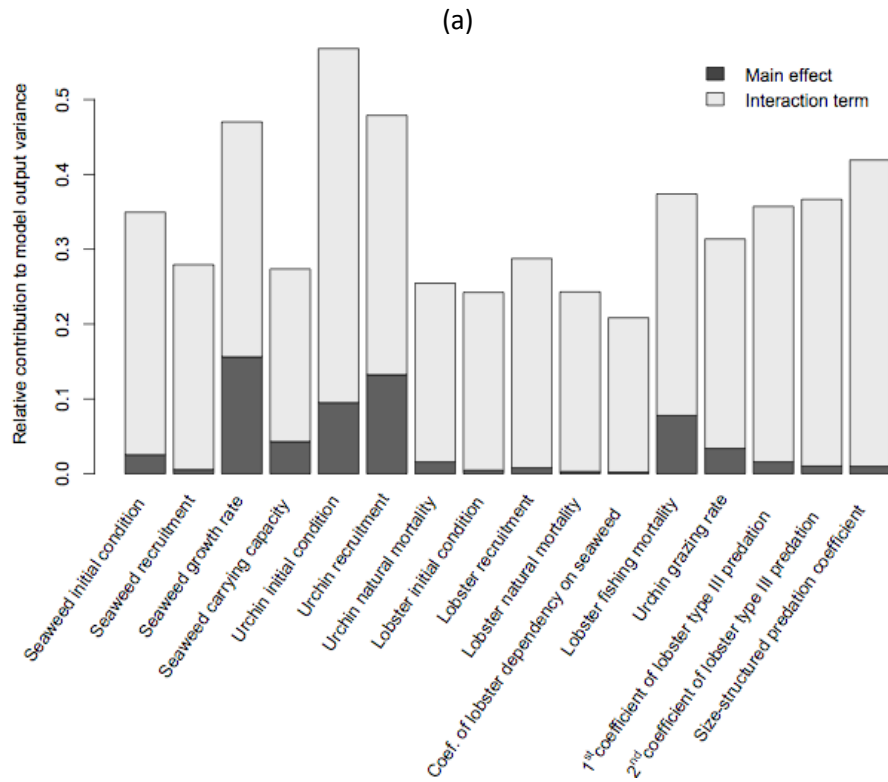 (a)
Main effect
Interaction term
Relative contribution to model output variance
0.5
0.4
0.3
0.2
0.1
0.0
Seaweed initial condition
Seaweed recruitment
Seaweed growth rate
Seaweed carrying capacity
Urchin initial condition
Urchin recruitment
Urchin natural mortality
Lobster initial condition
Lobster recruitment
Lobster natural mortality
Coef. of lobster dependency on seaweed
Lobster fishing mortality
Urchin grazing rate
1st coefficient of lobster type III predation
2nd coefficient of lobster type III predation
Size-structured predation coefficient